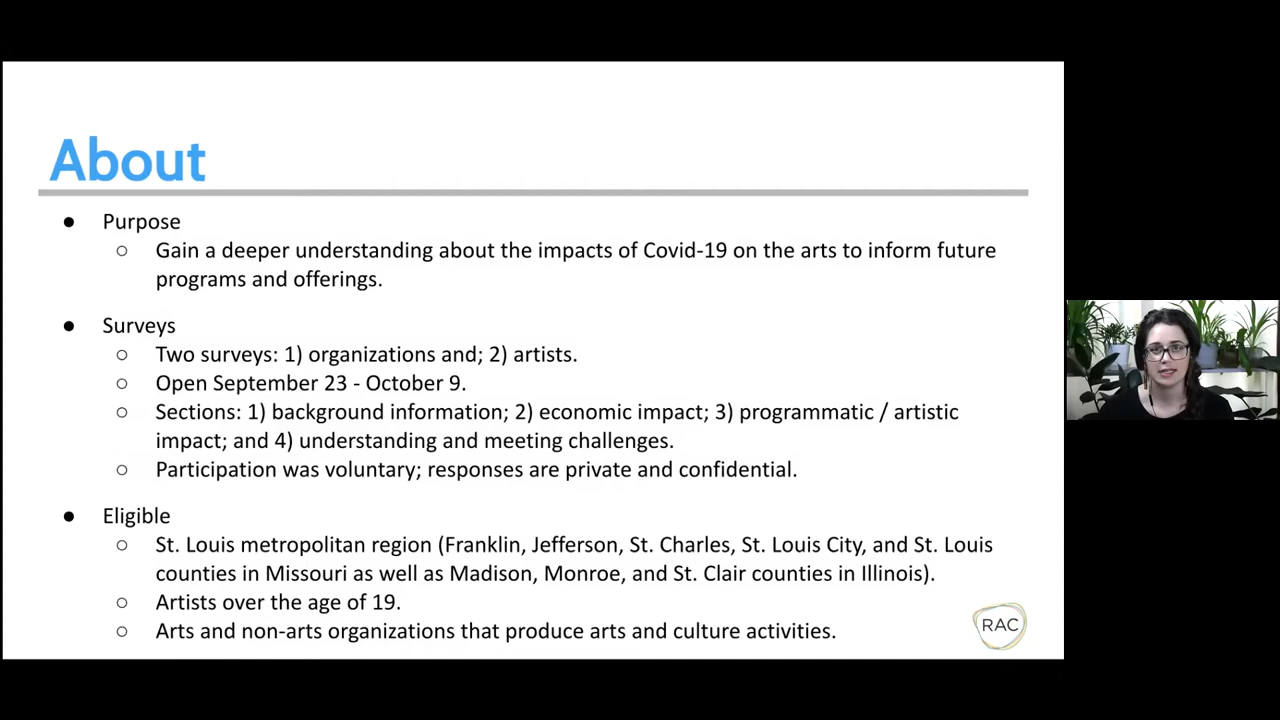 About
● Purpose
○ Gain a deeper understanding about the impacts of Covid-19 on the arts to inform future
programs and offerings.
● Surveys
○ Two surveys: 1) organizations and; 2) artists.
○ Open September 23 - October 9.
○ Sections: 1) background information; 2) economic impact; 3) programmatic / artistic
impact; and 4) understanding and meeting challenges.
○ Participation was voluntary; responses are private and confidential.
● Eligible
○ St. Louis metropolitan region (Franklin, Jefferson, St. Charles, St. Louis City, and St. Louis
counties in Missouri as well as Madison, Monroe, and St. Clair counties in Illinois).
○ Artists over the age of 19.
○ Arts and non-arts organizations that produce arts and culture activities.
RAC